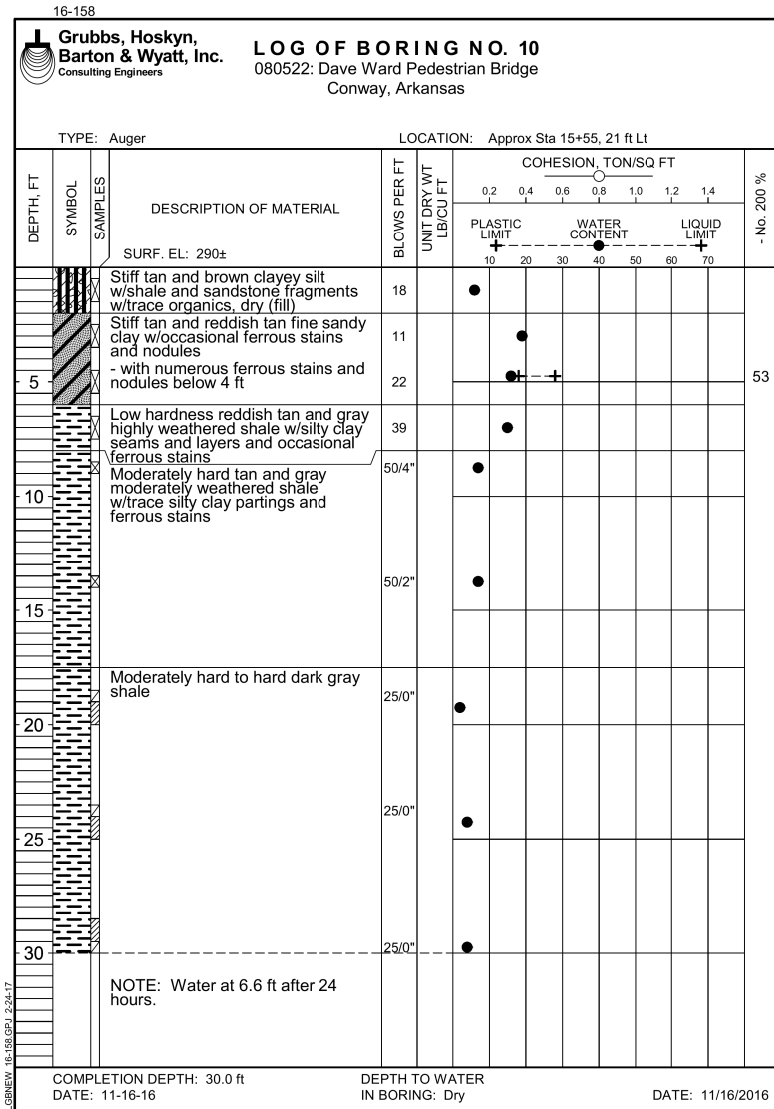 16-158
Grubbs, Hoskyn,
Barton & Wyatt, Inc.
Consulting Engineers
LOG OF BORING NO. 10
080522: Dave Ward Pedestrian Bridge
Conway, Arkansas
TYPE: Auger
LOCATION: Approx Sta 15+55, 21 ft Lt
DEPTH, FT
SYMBOL
SAMPLES
DESCRIPTION OF MATERIAL
SURF. EL: 290±
BLOWS PER FT
UNIT DRY WT
LB/CU FT
COHESION, TON/SQ FT
0.2 0.4 0.6 0.8 1.0 1.2 1.4
PLASTIC LIMIT
WATER CONTENT
LIQUID LIMIT
10 20 30 40 50 60 70
- No. 200 %
Stiff tan and brown clayey silt
w/shale and sandstone fragments
w/trace organics, dry (fill)
18
Stiff tan and reddish tan fine sandy
clay w/occasional ferrous stains
and nodules
11
- with numerous ferrous stains and
nodules below 4 ft
5
22
53
Low hardness reddish tan and gray
highly weathered shale w/silty clay
seams and layers and occasional
ferrous stains
39
Moderately hard tan and gray
moderately weathered shale
w/trace silty clay partings and
ferrous stains
50/4"
10
50/2"
15
Moderately hard to hard dark gray
shale
25/0"
20
25/0"
25
25/0"
30
NOTE: Water at 6.6 ft after 24
hours.
LGBNEW 16-158.GPJ 2-24-17
COMPLETION DEPTH: 30.0 ft
DATE: 11-16-16
DEPTH TO WATER
IN BORING: Dry
DATE: 11/16/2016